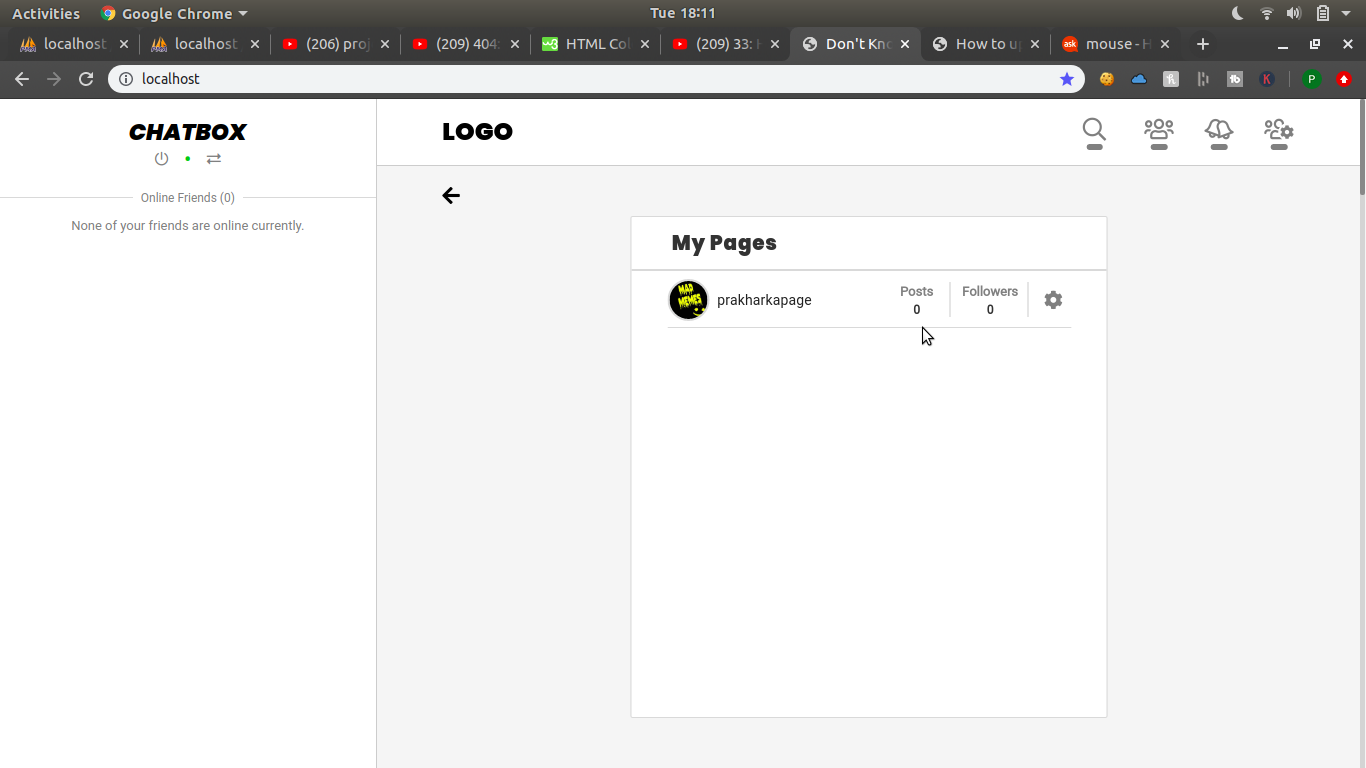 Activities Google Chrome Tue 18:11
localhost localhost (206) proj (209) 404: HTML Col (209) 33: H Don't Kno How to up ask mouse - H
localhost P
CHATBOX
Online Friends (0)
None of your friends are online currently.
LOGO
My Pages
MAD
MEMES
prakharkapage
Posts Followers
0 0